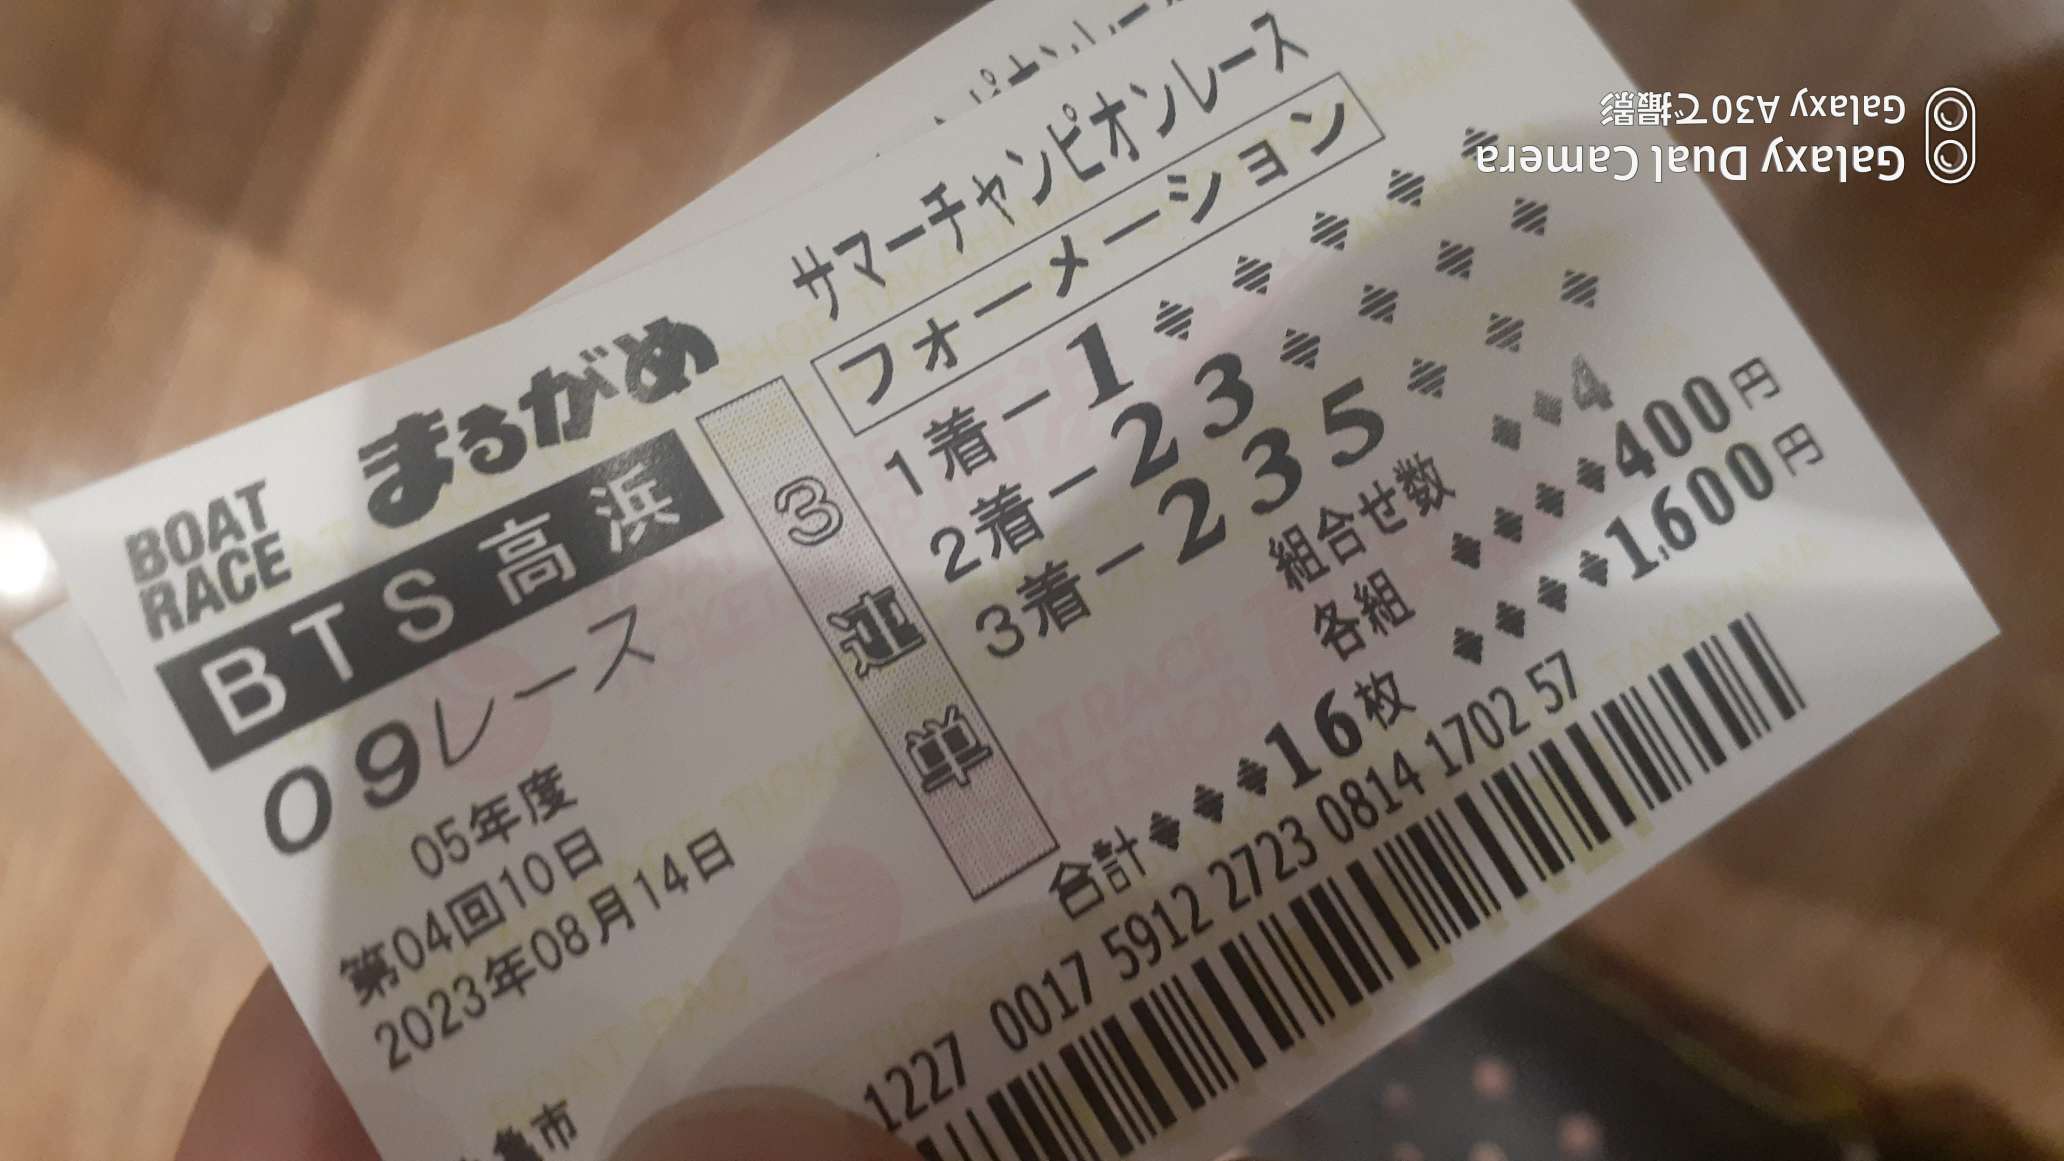 BOAT
RACE
まるがめ
BTS高浜
09レース
05年度
第04回10日
2023年08月14日
亀市
3連単
サマーチャンピオンレース
フォーメーション
1着－1
2着－23
3着－235
組合せ数 4
各組 400円
合計 16枚 1,600円
1227 0017 5912 2723 0814 1702 57
Galaxy Dual Camera
Galaxy A30で撮影